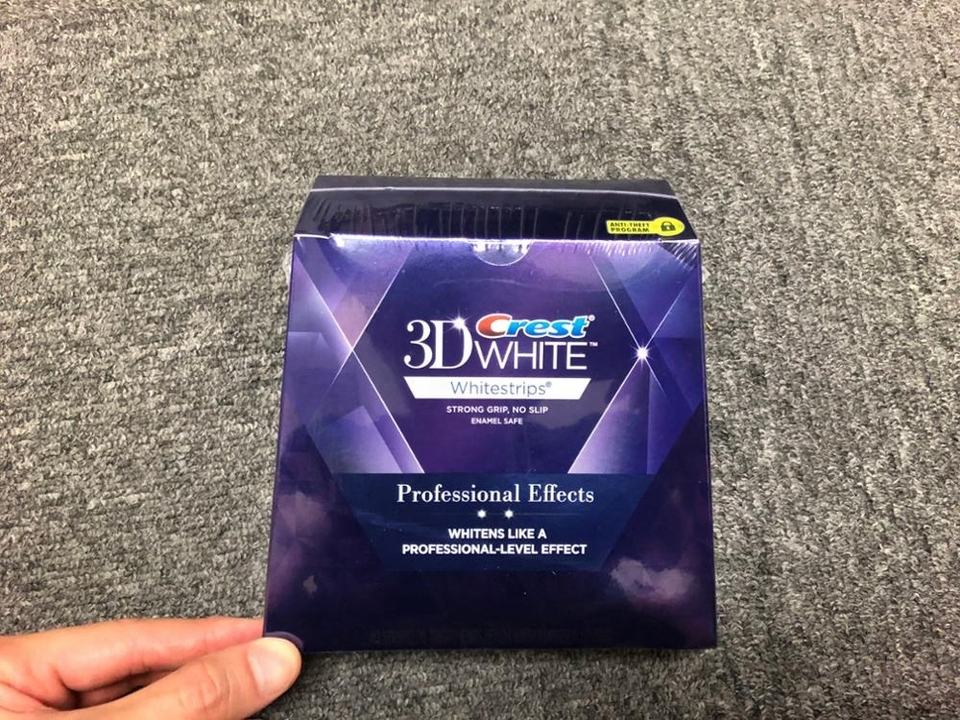 ANTI-THEFT
PROGRAM
Crest®
3D WHITE™
Whitestrips®
STRONG GRIP, NO SLIP
ENAMEL SAFE
Professional Effects
WHITENS LIKE A
PROFESSIONAL-LEVEL EFFECT